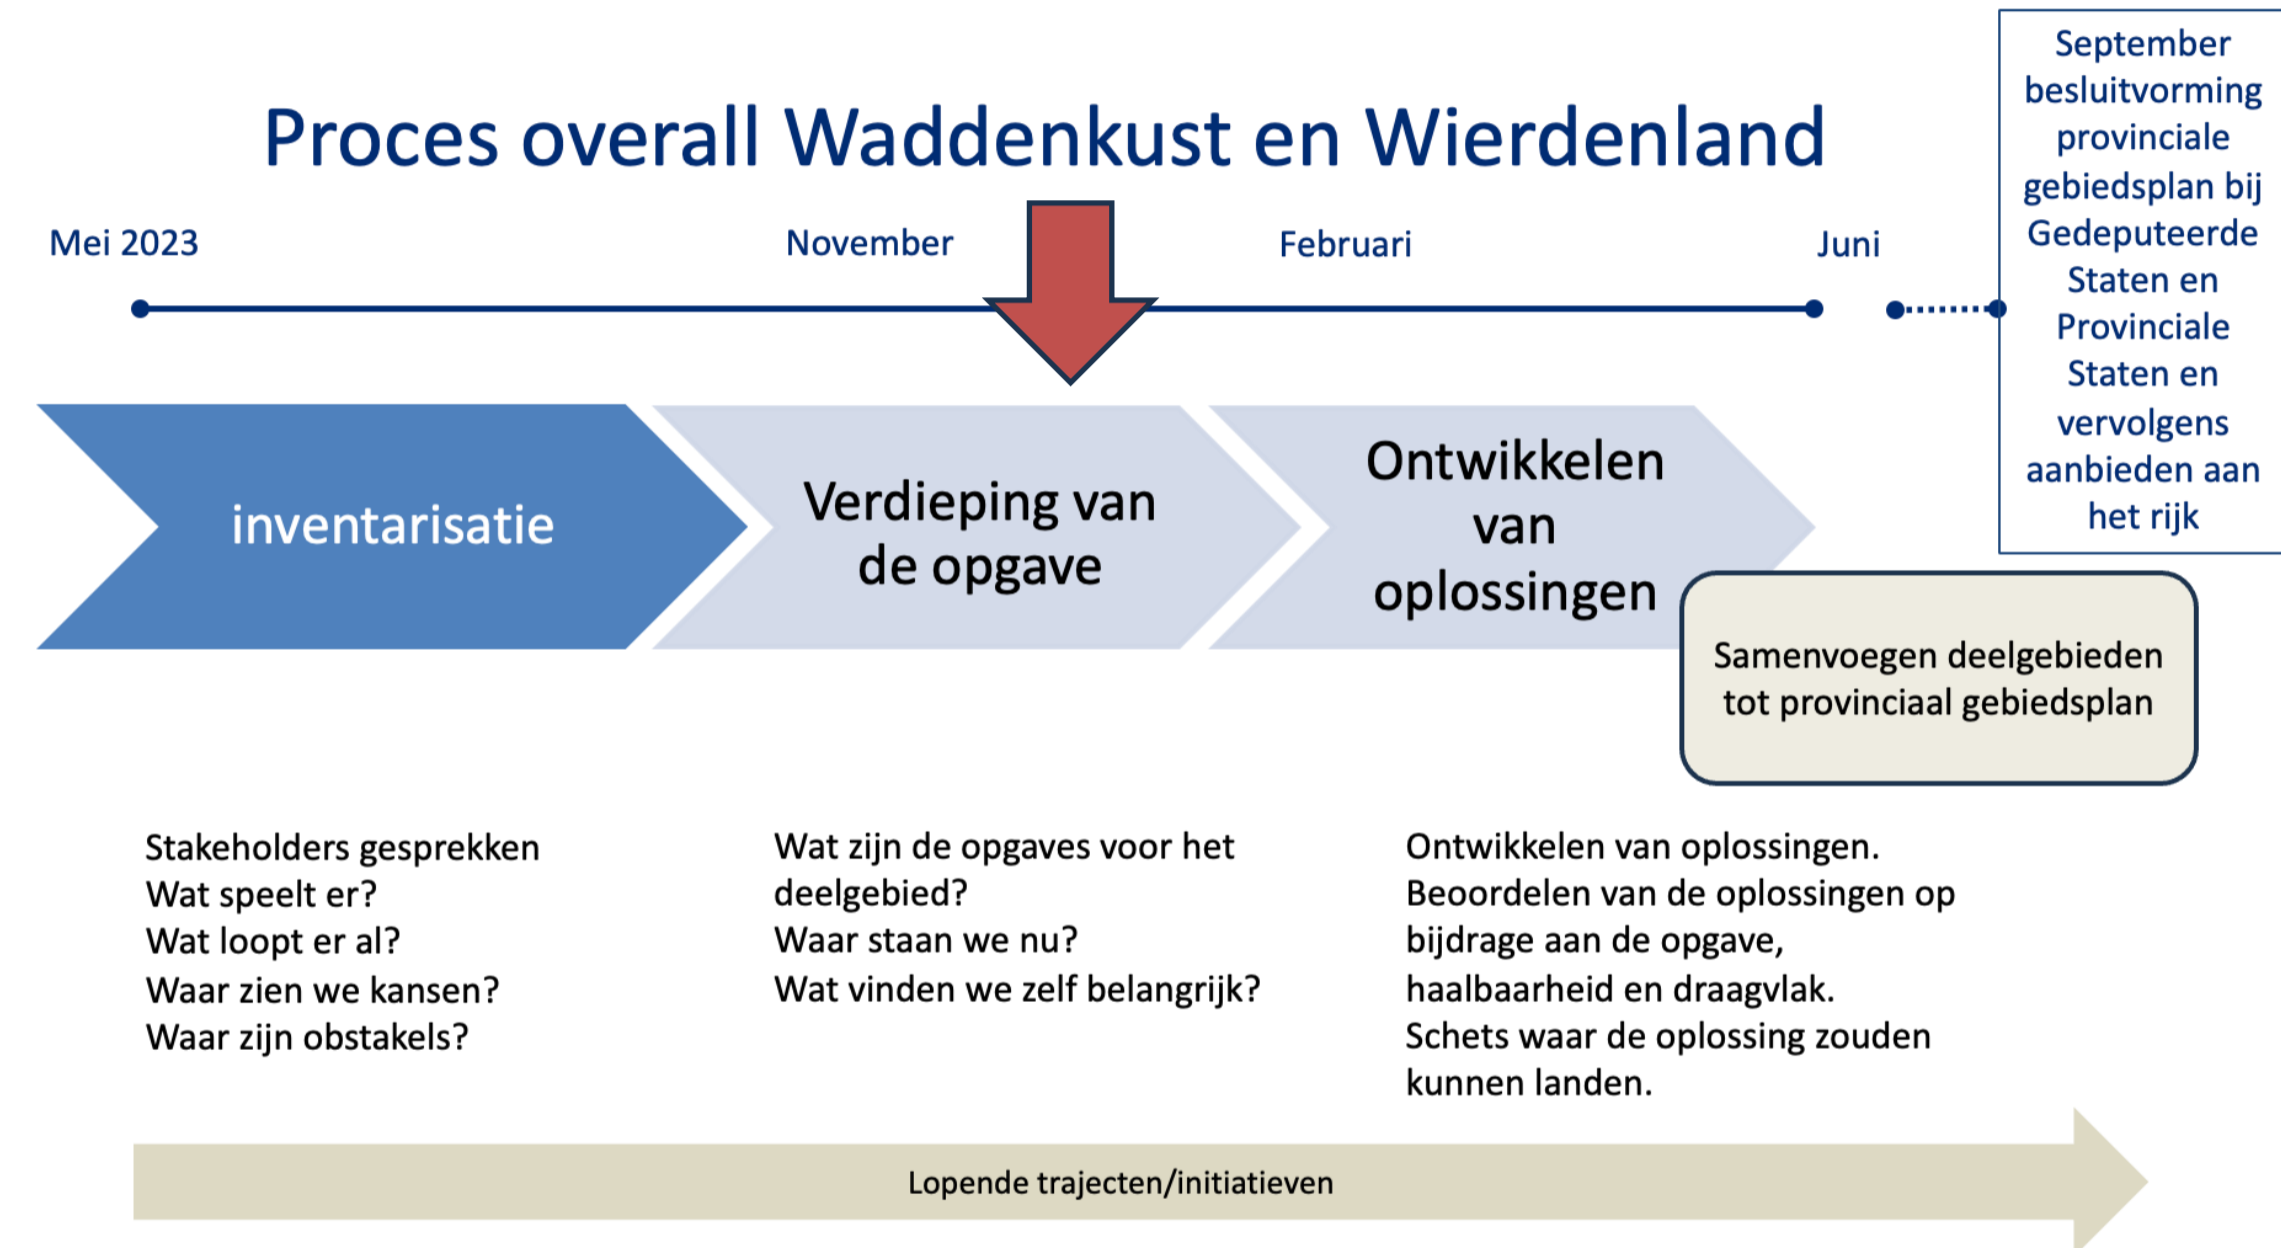 Proces overall Waddenkust en Wierdenland
September
besluitvorming
provinciale
gebiedsplan bij
Gedeputeerde
Staten en
Provinciale
Staten en
vervolgens
aanbieden aan
het rijk
Mei 2023
November
Februari
Juni
inventarisatie
Verdieping van
de opgave
Ontwikkelen
van
oplossingen
Samenvoegen deelgebieden
tot provinciaal gebiedsplan
Stakeholders gesprekken
Wat speelt er?
Wat loopt er al?
Waar zien we kansen?
Waar zijn obstakels?
Wat zijn de opgaves voor het
deelgebied?
Waar staan we nu?
Wat vinden we zelf belangrijk?
Ontwikkelen van oplossingen.
Beoordelen van de oplossingen op
bijdrage aan de opgave,
haalbaarheid en draagvlak.
Schets waar de oplossing zouden
kunnen landen.
Lopende trajecten/initiatieven